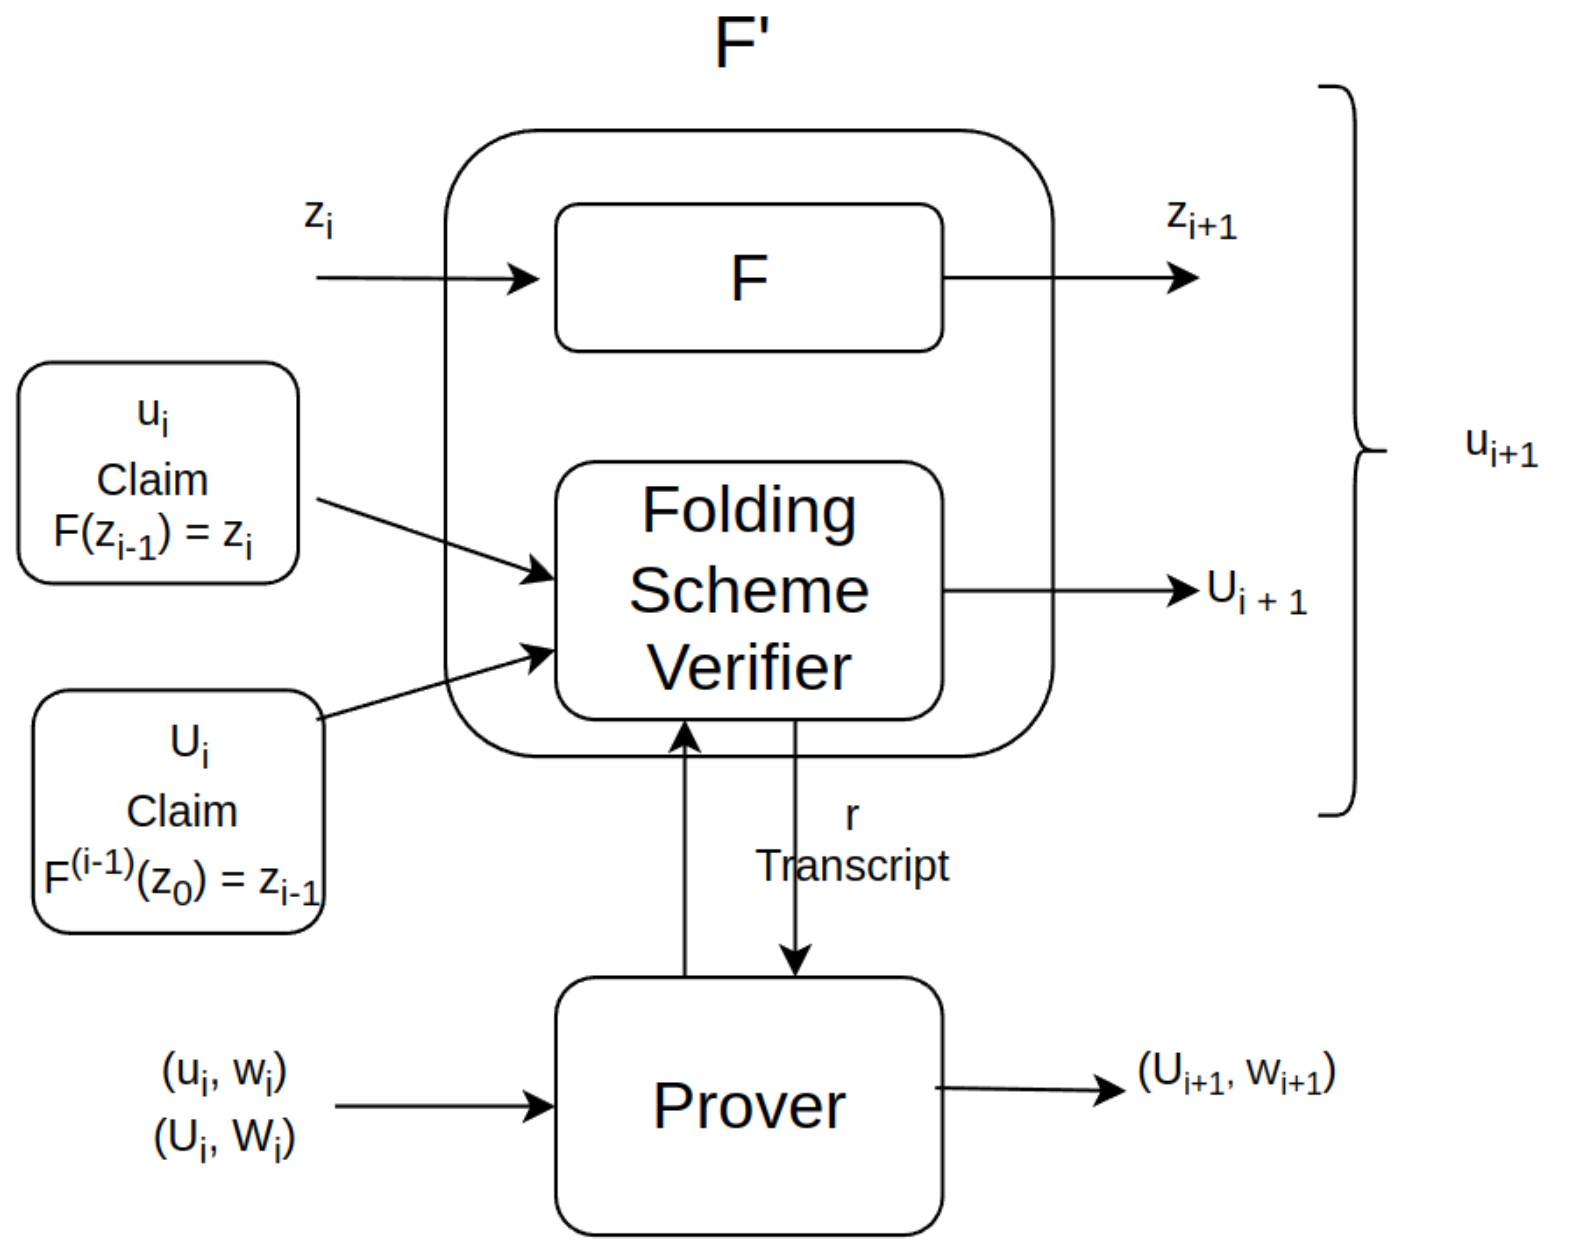 F'
z_i
F
z_{i+1}
u_i
Claim
F(z_{i-1}) = z_i
Folding
Scheme
Verifier
u_{i+1}
U_{i + 1}
U_i
Claim
F^{(i-1)}(z_0) = z_{i-1}
r
Transcript
(u_i, w_i)
(U_i, W_i)
Prover
(U_{i+1}, w_{i+1})